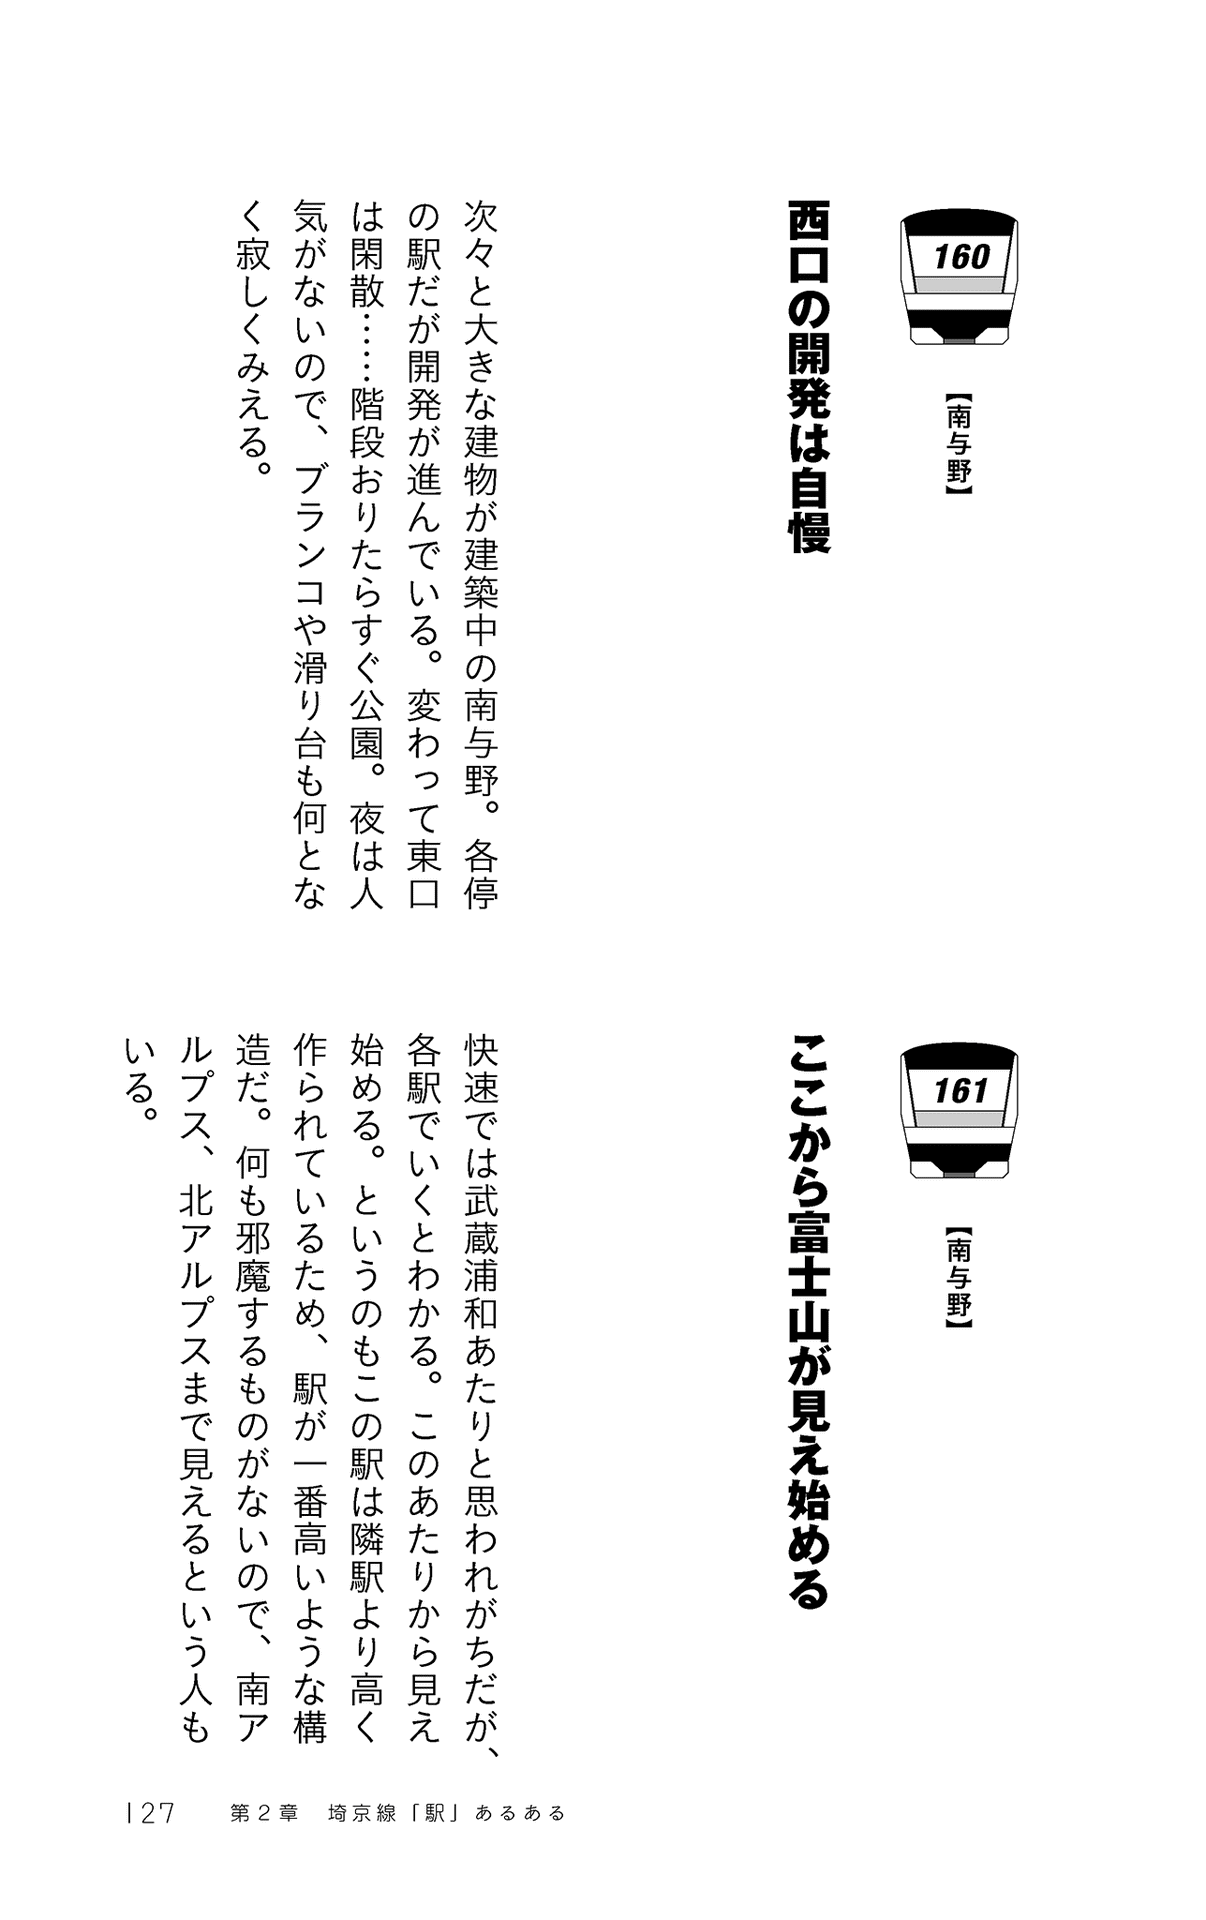 160
【南与野】
西口の開発は自慢
次々と大きな建物が建築中の南与野。各停
の駅だが開発が進んでいる。変わって東口
は閑散……階段おりたらすぐ公園。夜は人
気がないので、ブランコや滑り台も何とな
く寂しくみえる。
161
【南与野】
ここから富士山が見え始める
快速では武蔵浦和あたりと思われがちだが、
各駅でいくとわかる。このあたりから見え
始める。というのもこの駅は隣駅より高く
作られているため、駅が一番高いような構
造だ。何も邪魔するものがないので、南ア
ルプス、北アルプスまで見えるという人も
いる。
127 第2章 埼京線「駅」あるある